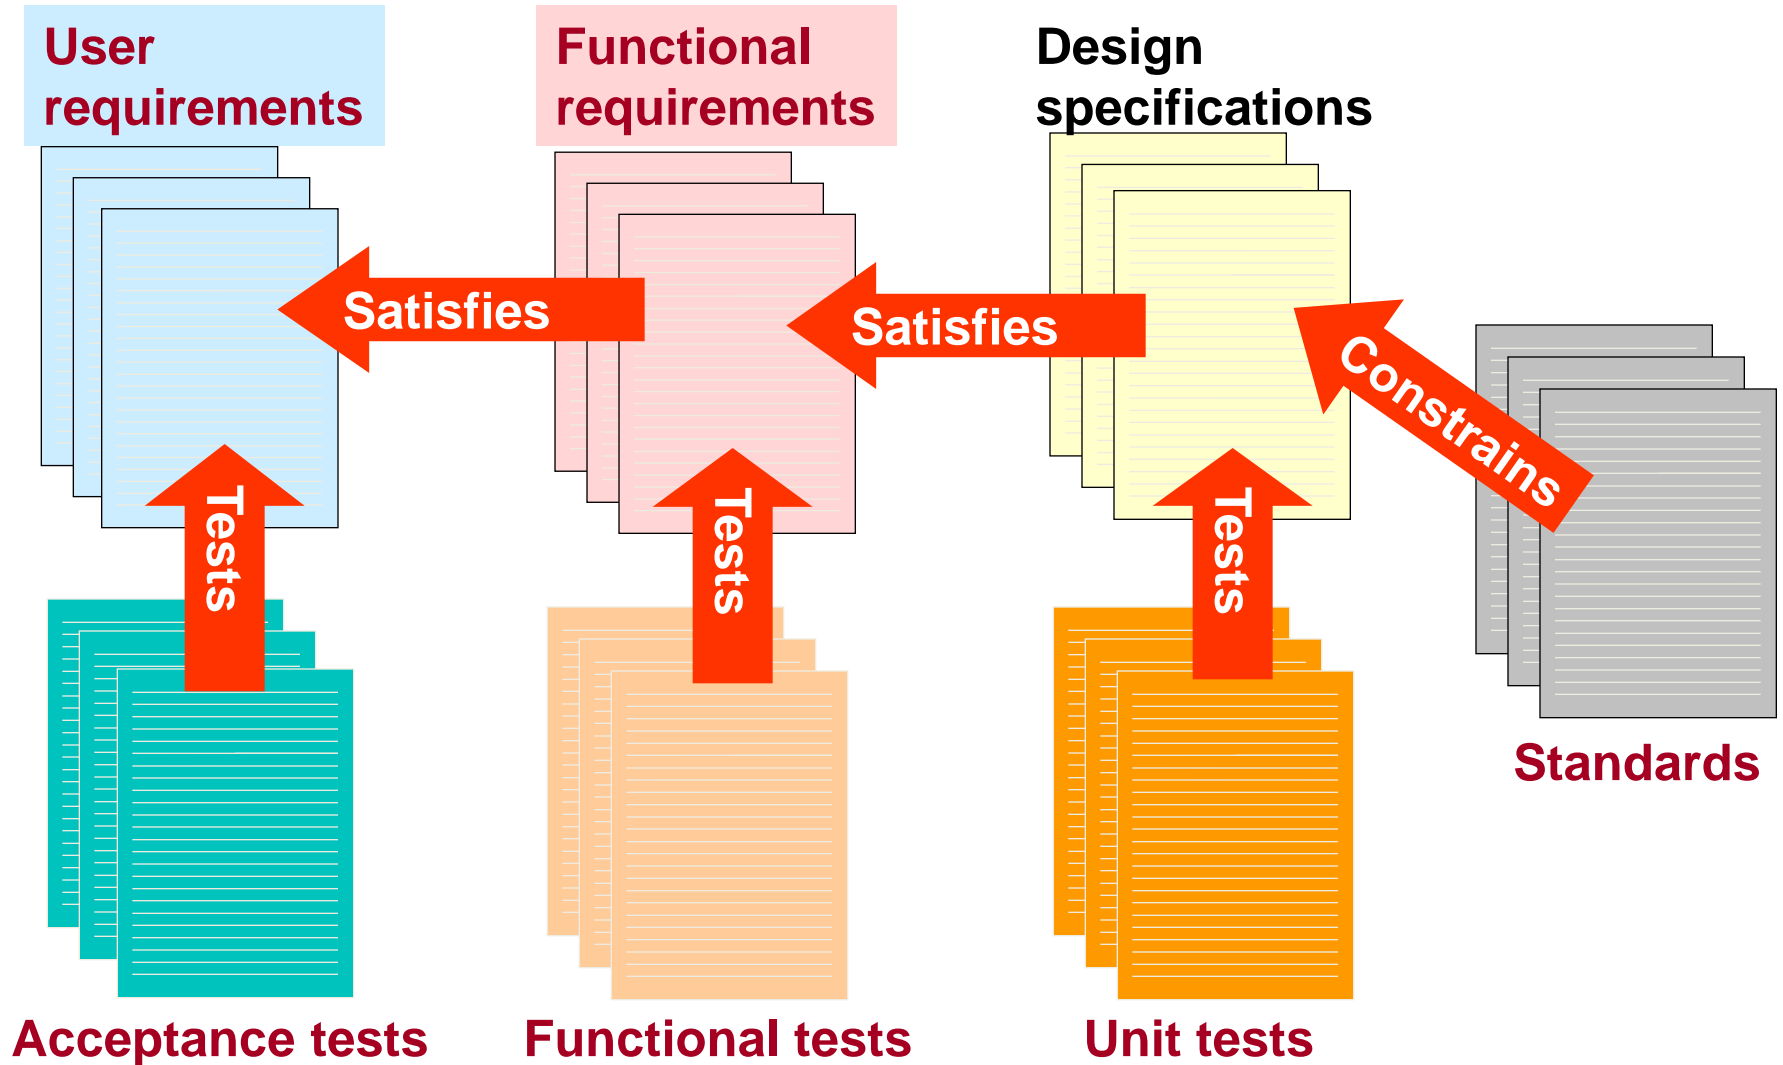 User
requirements
Functional
requirements
Design
specifications
Satisfies
Satisfies
Constrains
Tests
Tests
Tests
Standards
Acceptance tests
Functional tests
Unit tests